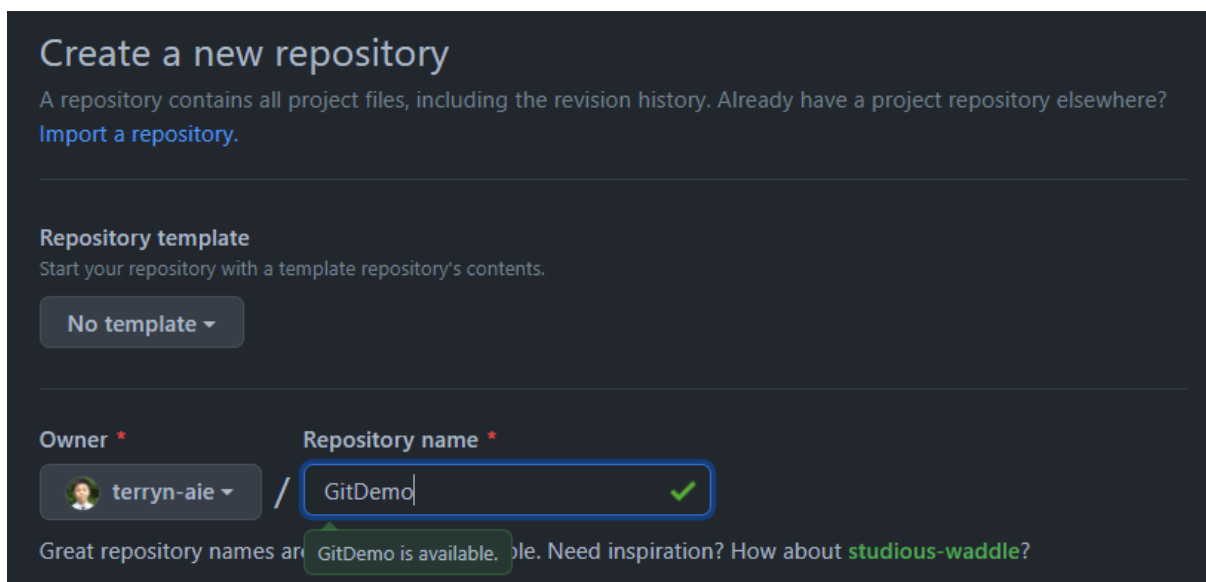 Create a new repository
A repository contains all project files, including the revision history. Already have a project repository elsewhere?
Import a repository.
Repository template
Start your repository with a template repository's contents.
No template
Owner *
Repository name *
terryn-aie
/
GitDemo
Great repository names are
GitDemo is available.
ble. Need inspiration? How about studious-waddle?